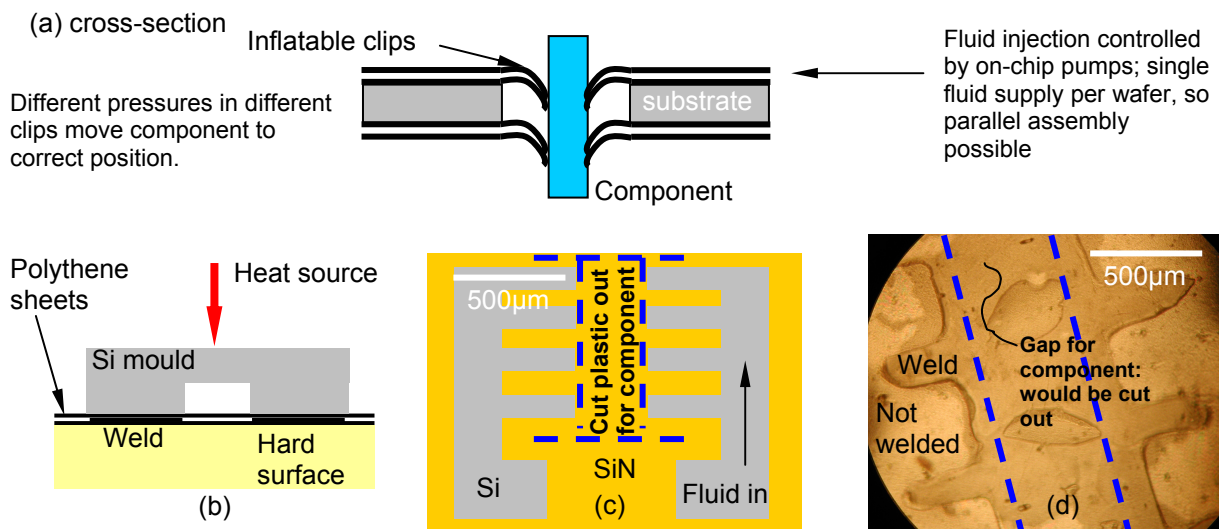 (a) cross-section
Inflatable clips
Different pressures in different
clips move component to
correct position.
substrate
Component
Fluid injection controlled
by on-chip pumps; single
fluid supply per wafer, so
parallel assembly
possible
Polythene
sheets
Heat source
Si mould
Weld
Hard
surface
(b)
500μm
Cut plastic out
for component
SiN
Si
Fluid in
(c)
500μm
Gap for
component:
would be cut
out
Weld
Not
welded
(d)